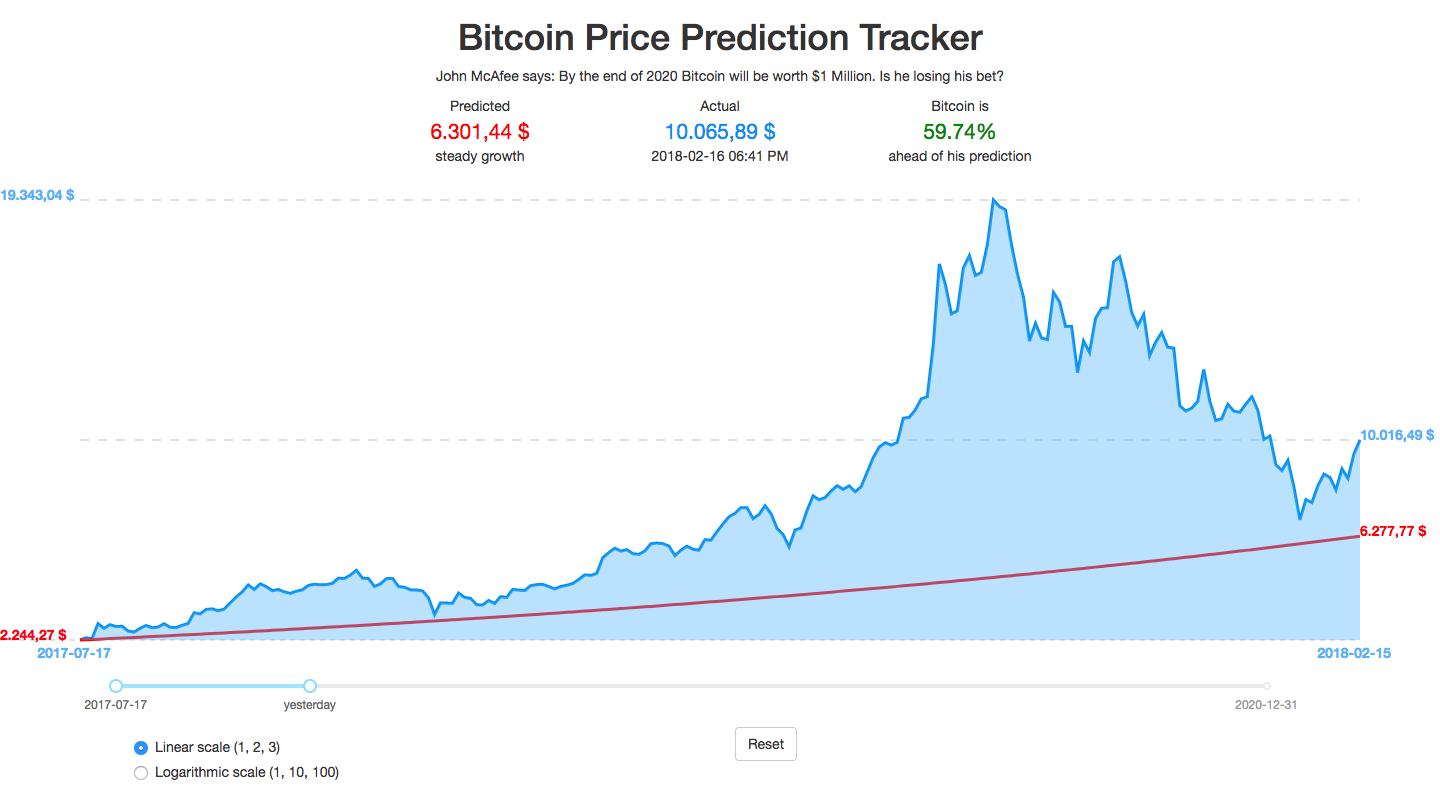 Bitcoin Price Prediction Tracker
John McAfee says: By the end of 2020 Bitcoin will be worth $1 Million. Is he losing his bet?
Predicted
6.301,44 $
steady growth
Actual
10.065,89 $
2018-02-16 06:41 PM
Bitcoin is
59.74%
ahead of his prediction
19.343,04 $
10.016,49 $
6.277,77 $
2.244,27 $
2017-07-17
2018-02-15
2017-07-17
yesterday
2020-12-31
Linear scale (1, 2, 3)
Logarithmic scale (1, 10, 100)
Reset